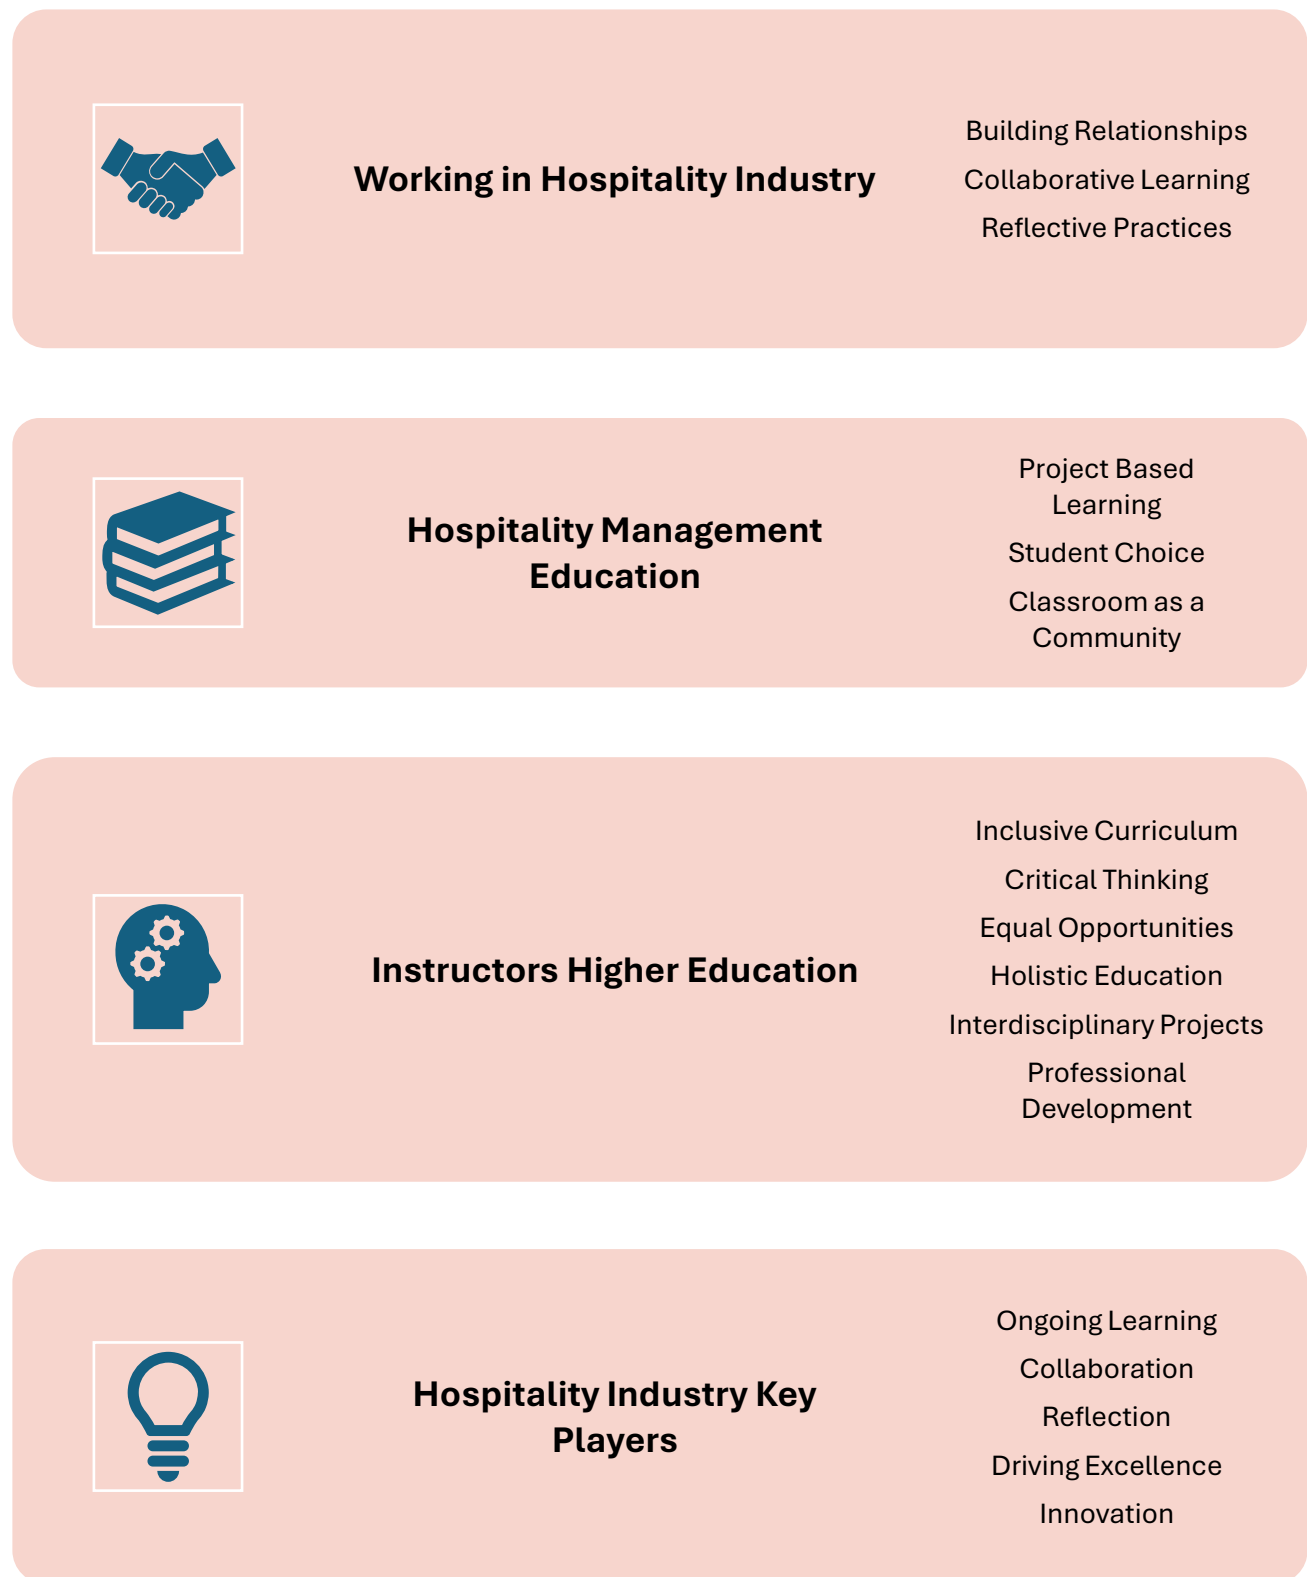 Working in Hospitality Industry
Building Relationships
Collaborative Learning
Reflective Practices
Hospitality Management
Education
Project Based
Learning
Student Choice
Classroom as a
Community
Instructors Higher Education
Inclusive Curriculum
Critical Thinking
Equal Opportunities
Holistic Education
Interdisciplinary Projects
Professional
Development
Hospitality Industry Key
Players
Ongoing Learning
Collaboration
Reflection
Driving Excellence
Innovation